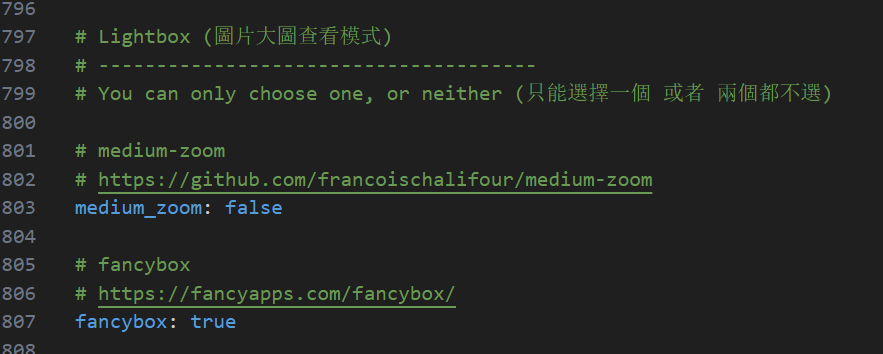 796
797 # Lightbox (圖片大圖查看模式)
798 # --------------------------------------
799 # You can only choose one, or neither (只能選擇一個 或者 兩個都不選)
800
801 # medium-zoom
802 # https://github.com/francoischalifour/medium-zoom
803 medium_zoom: false
804
805 # fancybox
806 # https://fancyapps.com/fancybox/
807 fancybox: true
808